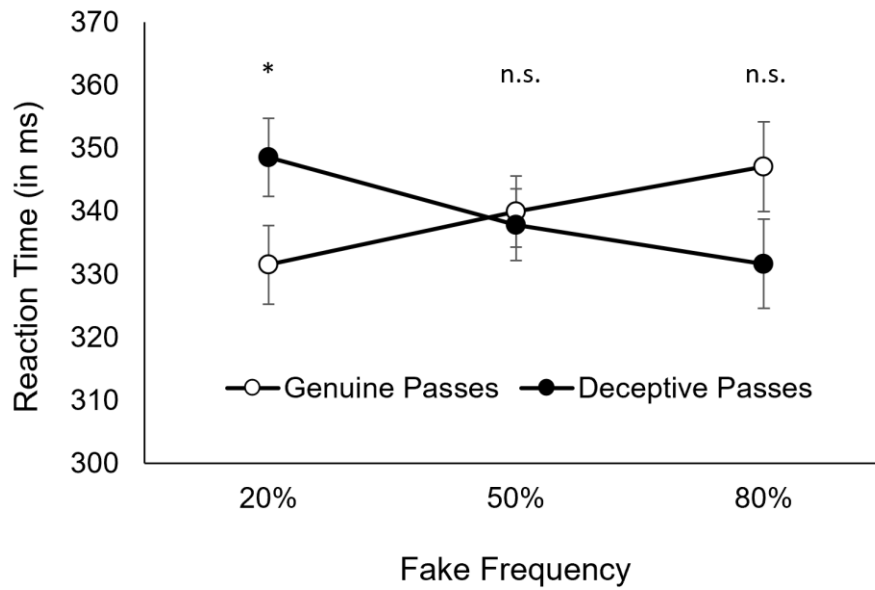 370
360
350
340
330
320
310
300
Reaction Time (in ms)
* n.s. n.s.
Genuine Passes Deceptive Passes
20% 50% 80%
Fake Frequency